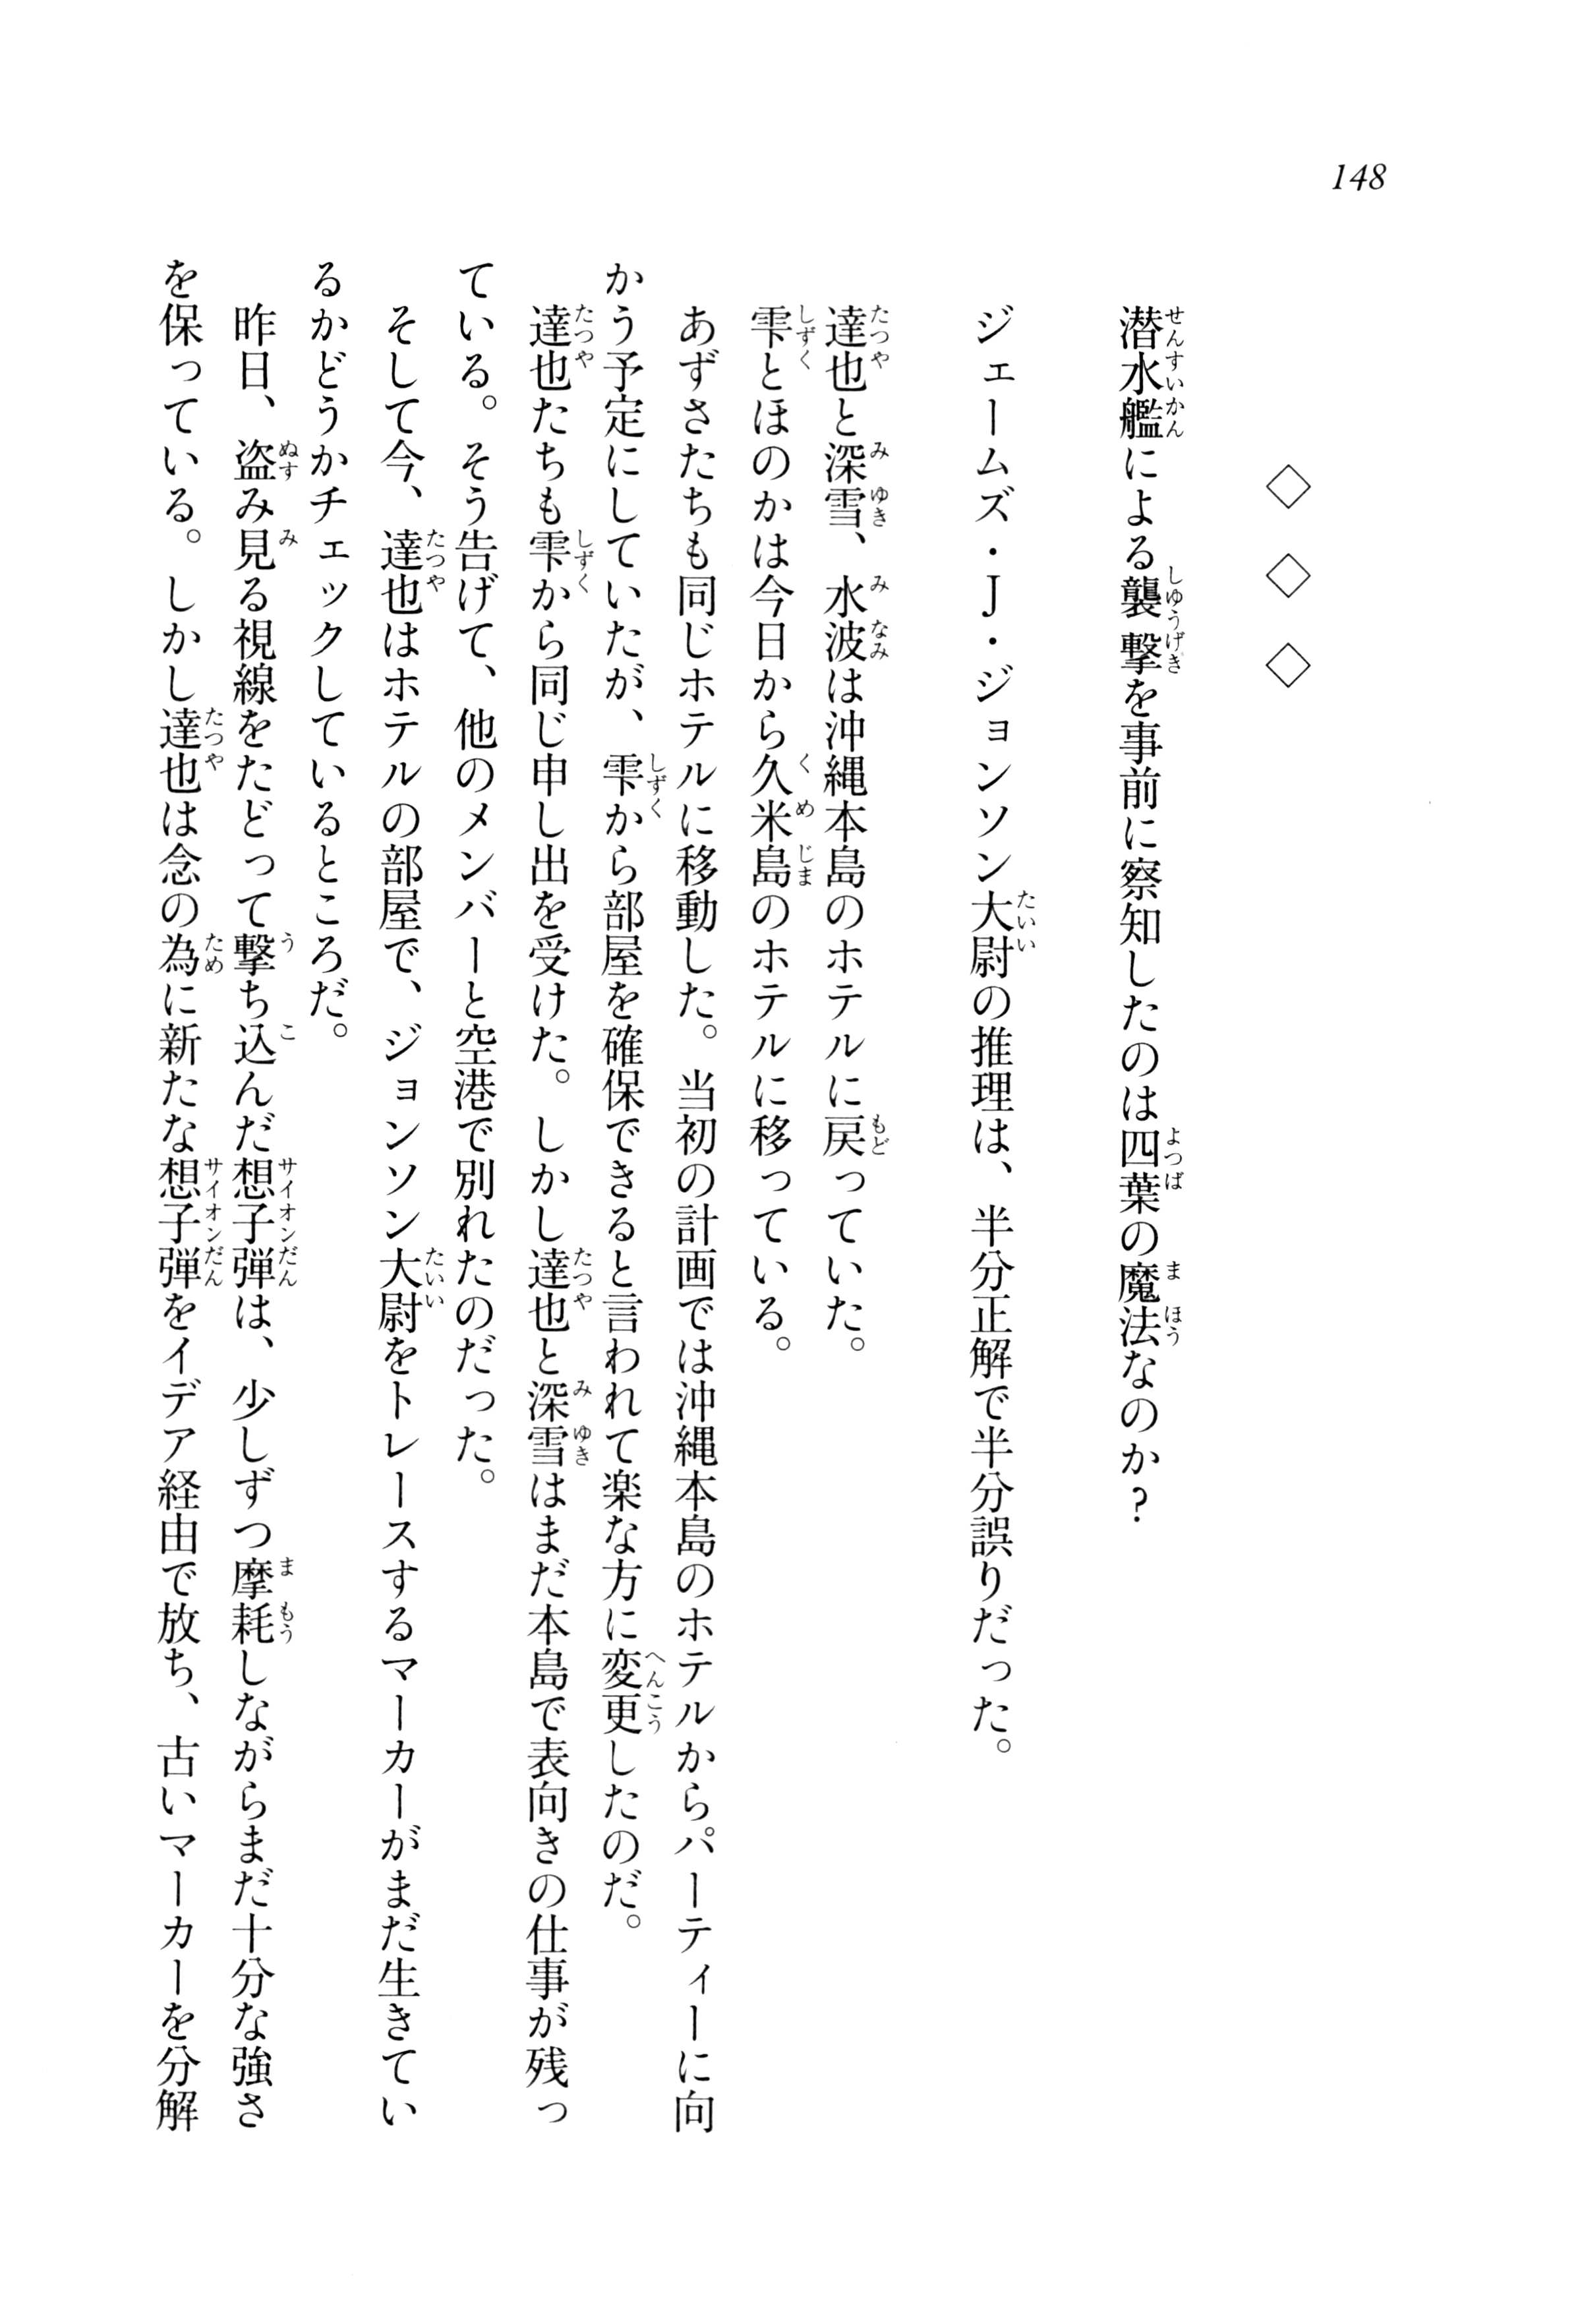 148
◇ ◇ ◇
潜水艦による襲撃を事前に察知したのは四葉の魔法なのか？
ジェームズ・J・ジョンソン大尉の推理は、半分正解で半分誤りだった。
達也と深雪、水波は沖縄本島のホテルに戻っていた。
雫とほのかは今日から久米島のホテルに移っている。
あずさたちも同じホテルに移動した。当初の計画では沖縄本島のホテルからパーティーに向
かう予定にしていたが、雫から部屋を確保できると言われて楽な方に変更したのだ。
達也たちも雫から同じ申し出を受けた。しかし達也と深雪はまだ本島で表向きの仕事が残っ
ている。そう告げて、他のメンバーと空港で別れたのだった。
そして今、達也はホテルの部屋で、ジョンソン大尉をトレースするマーカーがまだ生きてい
るかどうかチェックしているところだ。
昨日、盗み見る視線をたどって撃ち込んだ想子弾は、少しずつ摩耗しながらまだ十分な強さ
を保っている。しかし達也は念の為に新たな想子弾をイデア経由で放ち、古いマーカーを分解